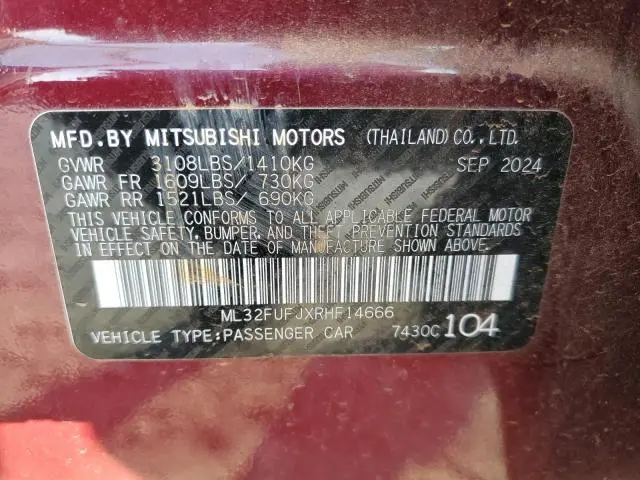 MFD.BY MITSUBISHI MOTORS (THAILAND) CO.,LTD.
GVWR 3108LBS/1410KG SEP 2024
GAWR FR 1609LBS/ 730KG
GAWR RR 1521LBS/ 690KG
THIS VEHICLE CONFORMS TO ALL APPLICABLE FEDERAL MOTOR
VEHICLE SAFETY, BUMPER, AND THEFT PREVENTION STANDARDS
IN EFFECT ON THE DATE OF MANUFACTURE SHOWN ABOVE.
ML32FUFJXRHF14666
VEHICLE TYPE:PASSENGER CAR 7430C 104